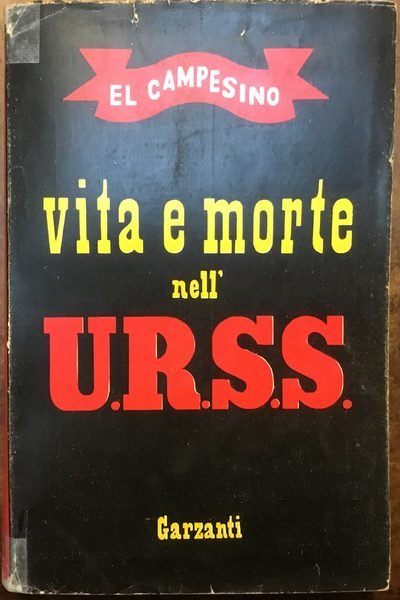 EL CAMPESINO
vita e morte
nell'
U.R.S.S.
Garzanti